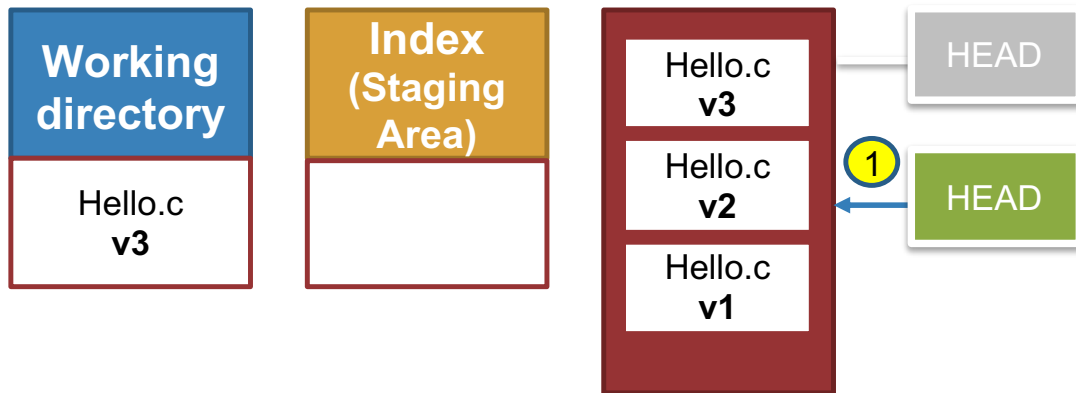 Working
directory
Hello.c
v3
Index
(Staging
Area)
Hello.c
v3
Hello.c
v2
Hello.c
v1
HEAD
1
HEAD